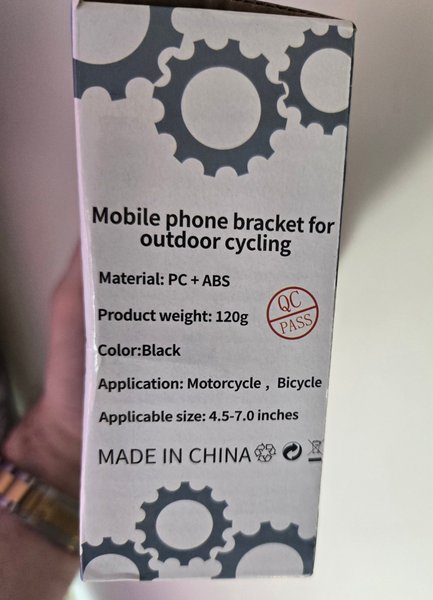 Mobile phone bracket for
outdoor cycling
Material: PC + ABS
QC
Product weight: 120g
PASS
Color:Black
Application: Motorcycle , Bicycle
Applicable size: 4.5-7.0 inches
MADE IN CHINA